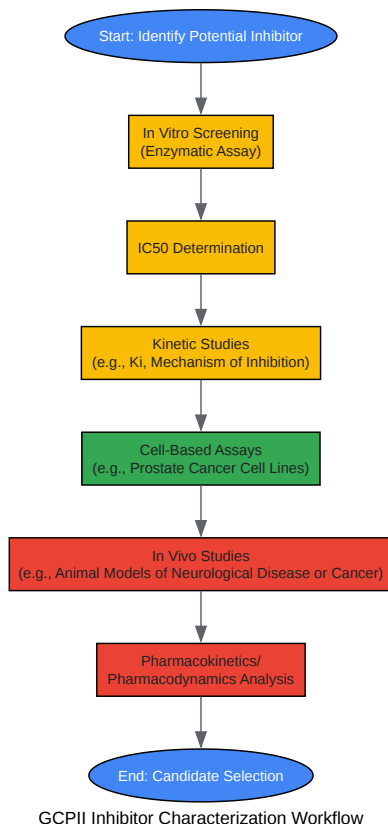 Start: Identify Potential Inhibitor
In Vitro Screening
(Enzymatic Assay)
IC50 Determination
Kinetic Studies
(e.g., Ki, Mechanism of Inhibition)
Cell-Based Assays
(e.g., Prostate Cancer Cell Lines)
In Vivo Studies
(e.g., Animal Models of Neurological Disease or Cancer)
Pharmacokinetics/
Pharmacodynamics Analysis
End: Candidate Selection
GCPII Inhibitor Characterization Workflow